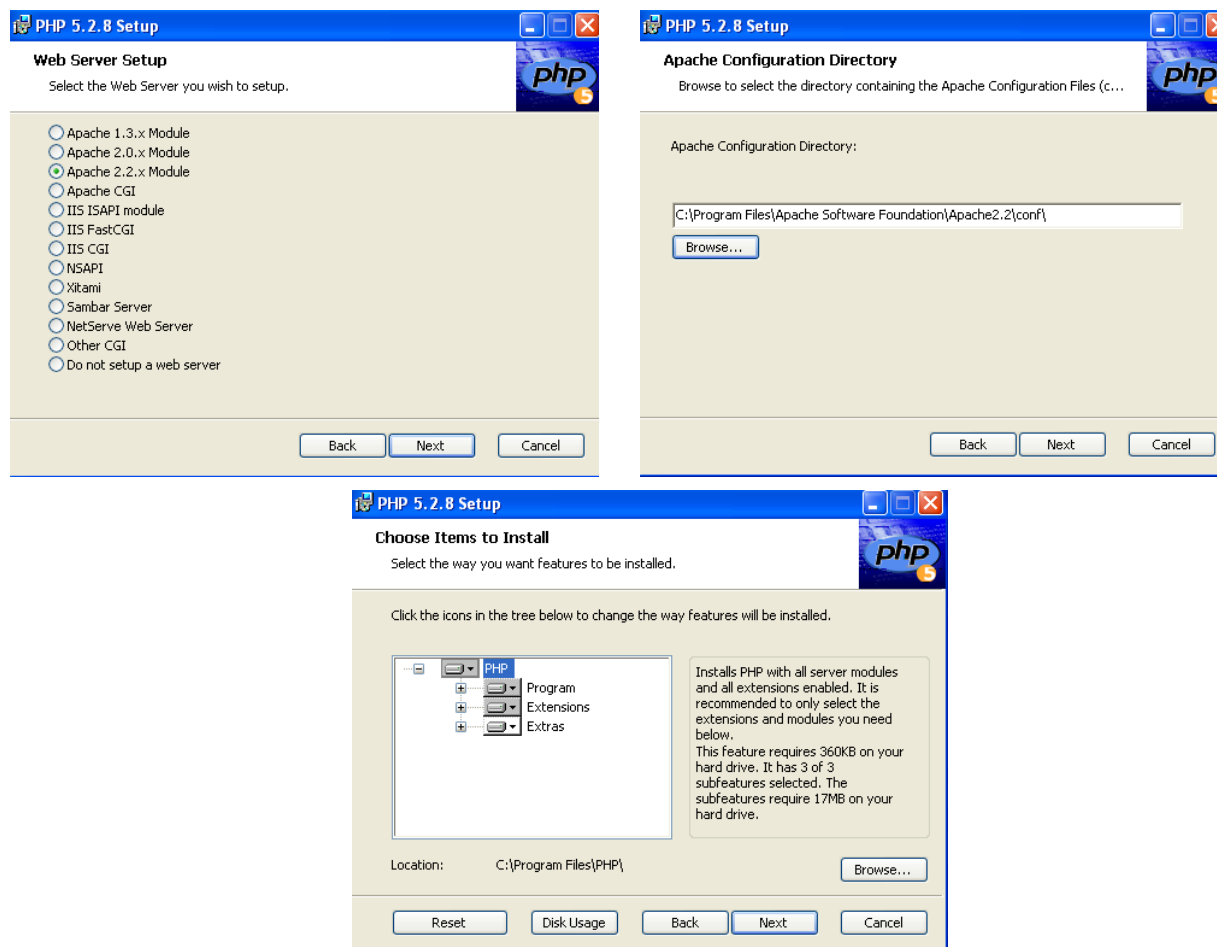 PHP 5.2.8 Setup
Web Server Setup
Select the Web Server you wish to setup.
php
5
Apache 1.3.x Module
Apache 2.0.x Module
Apache 2.2.x Module
Apache CGI
IIS ISAPI module
IIS FastCGI
IIS CGI
NSAPI
Xitami
Sambar Server
NetServe Web Server
Other CGI
Do not setup a web server
Back Next Cancel
PHP 5.2.8 Setup
Apache Configuration Directory
Browse to select the directory containing the Apache Configuration Files (c...
php
5
Apache Configuration Directory:
C:\Program Files\Apache Software Foundation\Apache2.2\conf\
Browse...
Back Next Cancel
PHP 5.2.8 Setup
Choose Items to Install
Select the way you want features to be installed.
php
5
Click the icons in the tree below to change the way features will be installed.
PHP
Program
Extensions
Extras
Installs PHP with all server modules
and all extensions enabled. It is
recommended to only select the
extensions and modules you need
below.
This feature requires 360KB on your
hard drive. It has 3 of 3
subfeatures selected. The
subfeatures require 17MB on your
hard drive.
Location: C:\Program Files\PHP\
Browse...
Reset Disk Usage Back Next Cancel